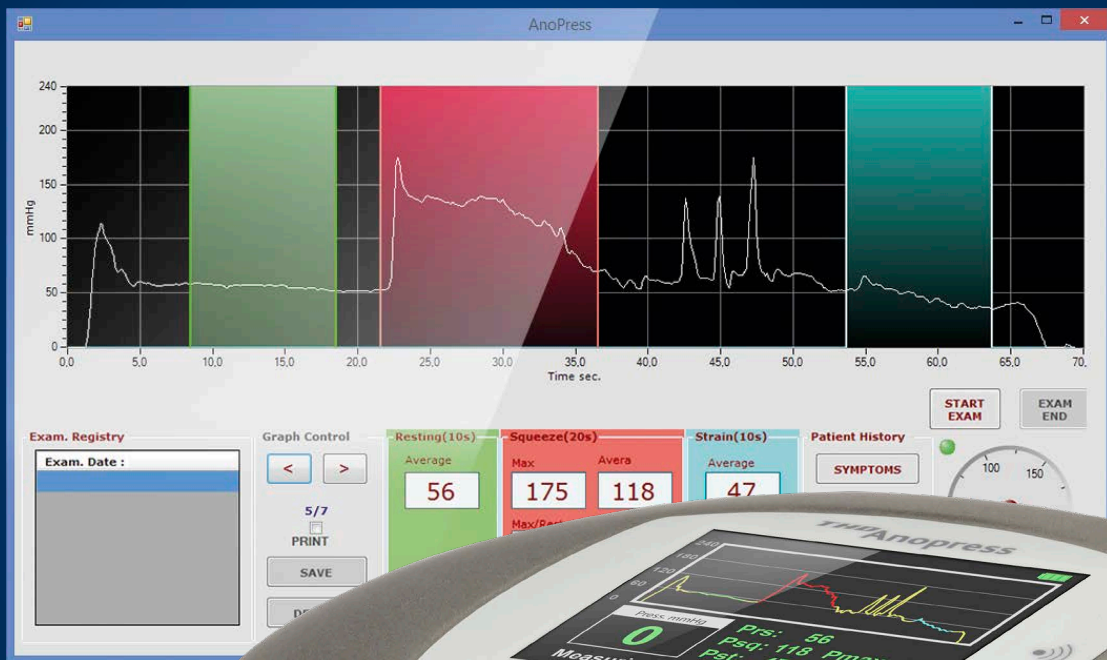 AnoPress
240
200
150
100
50
0
mmHg
0,0 5,0 10,0 15,0 20,0 25,0 30,0 35,0 40,0 45,0 50,0 55,0 60,0 65,0 70,
Time sec.
START
EXAM
EXAM
END
Exam. Registry
Exam. Date :
Graph Control
< >
5/7
PRINT
SAVE
Resting(10s)
Average
56
Squeeze(20s)
Max Avera
175 118
Strain(10s)
Average
47
Patient History
SYMPTOMS
100 150
THD Anopress
240
180
120
60
0
Press. mmHg
0
Prs: 56
Psq: 118
Pst: